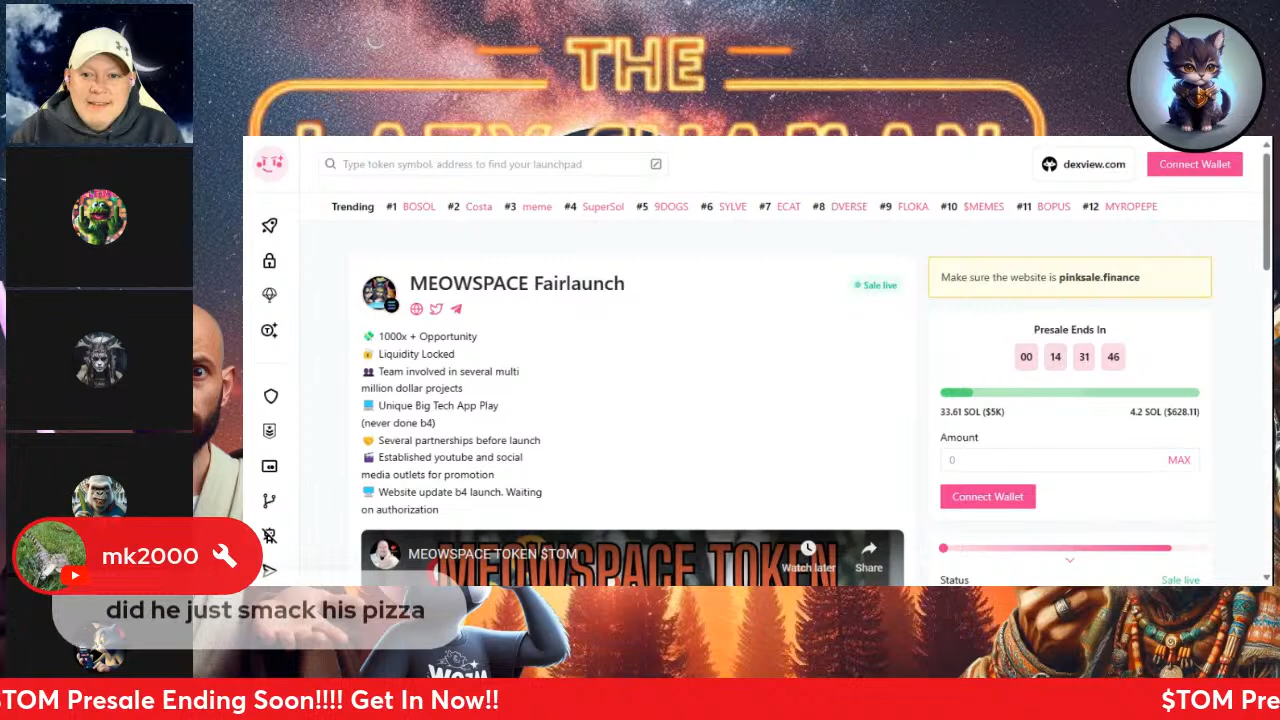 THE
LAZY SHAMAN
Type token symbol, address to find your launchpad
dexview.com
Connect Wallet
Trending #1 BOSOL #2 Costa #3 meme #4 SuperSol #5 9DOGS #6 SYLVE #7 ECAT #8 DVERSE #9 FLOKA #10 $MEMES #11 BOPUS #12 MYROPEPE
MEOWSPACE Fairlaunch
Sale live
1000x + Opportunity
Liquidity Locked
Team involved in several multi
million dollar projects
Unique Big Tech App Play
(never done b4)
Several partnerships before launch
Established youtube and social
media outlets for promotion
Website update b4 launch. Waiting
on authorization
MEOWSPACE TOKEN $TOM
MEOWSPACE TOKEN
Watch later
Share
Make sure the website is pinksale.finance
Presale Ends In
00 14 31 46
33.61 SOL ($5K) 4.2 SOL ($628.11)
Amount
0 MAX
Connect Wallet
Status Sale live
mk2000
did he just smack his pizza
$TOM Presale Ending Soon!!!! Get In Now!!
$TOM Pre